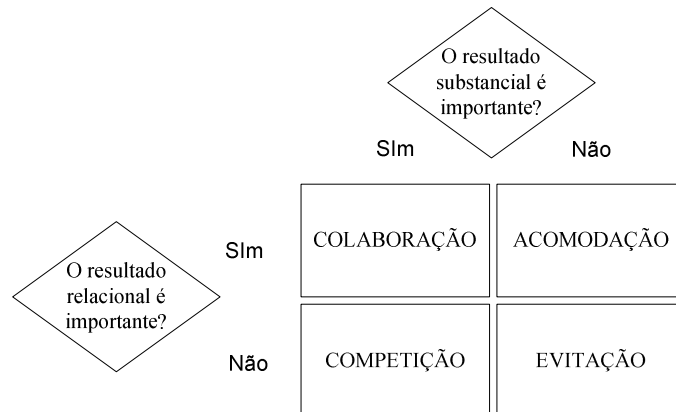 O resultado
substancial é
importante?
SIm
Não
SIm
COLABORAÇÃO
ACOMODAÇÃO
O resultado
relacional é
importante?
Não
COMPETIÇÃO
EVITAÇÃO